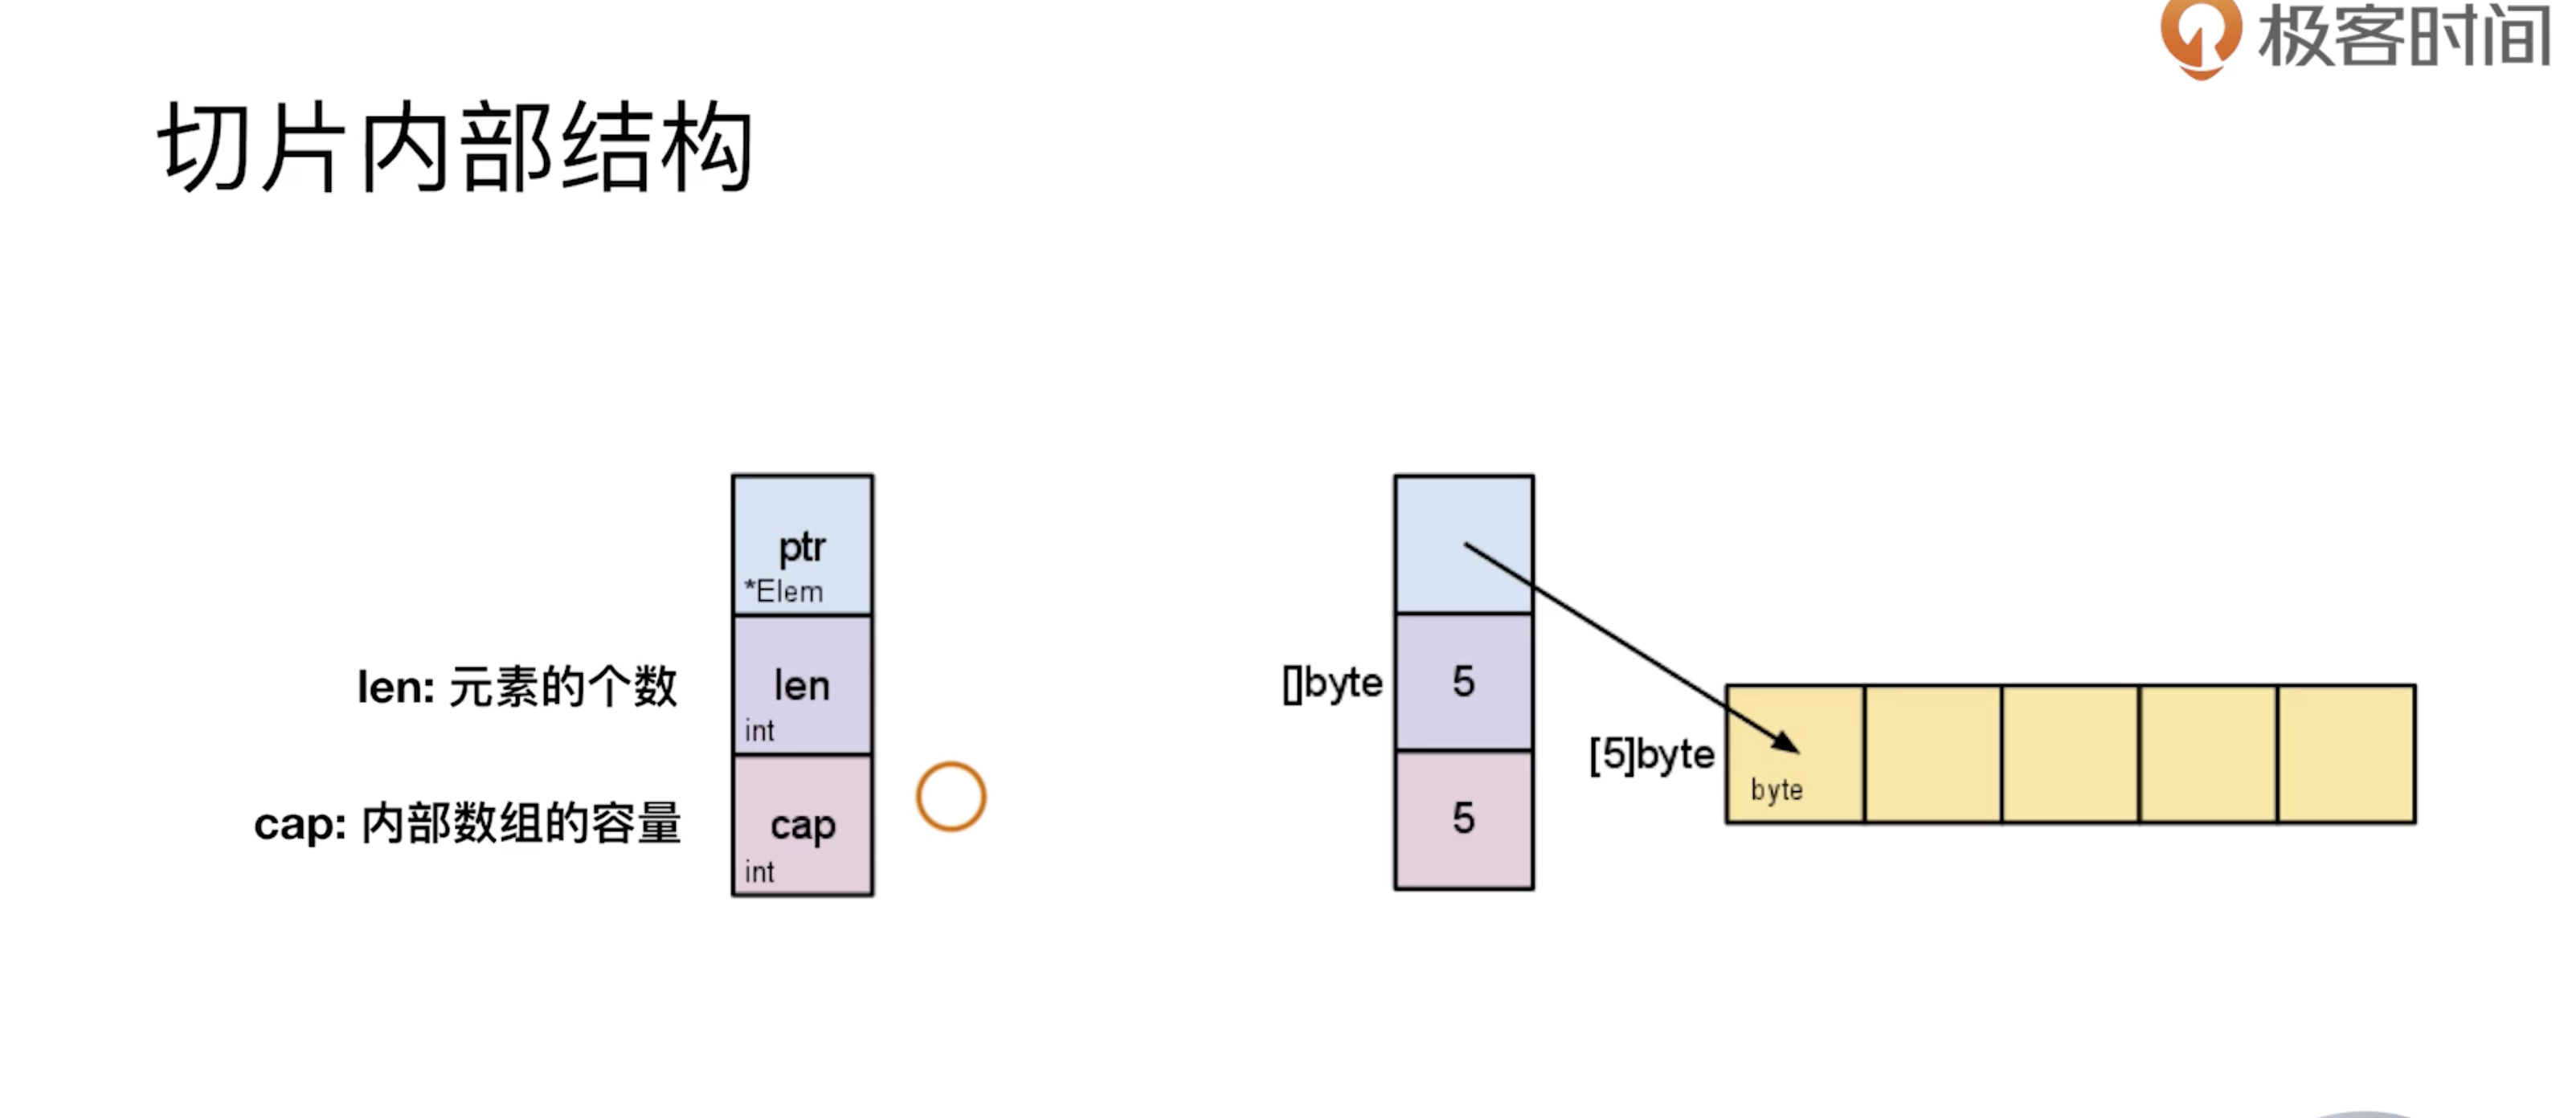 极客时间
切片内部结构
ptr
*Elem
len: 元素的个数
len
int
cap: 内部数组的容量
cap
int
[]byte
5
5
[5]byte
byte